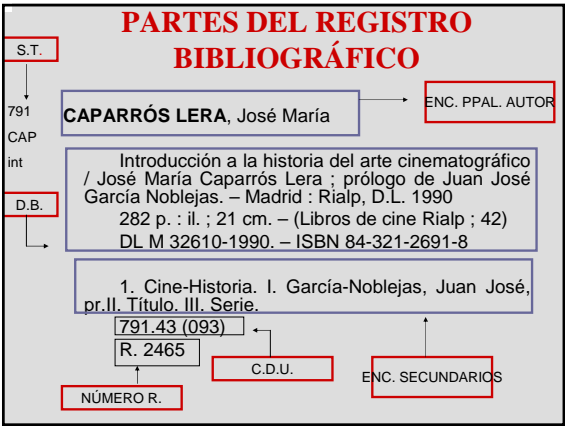 PARTES DEL REGISTRO
BIBLIOGRÁFICO
S.T.
791
CAP
int
CAPARRÓS LERA, José María
ENC. PPAL. AUTOR
D.B.
Introducción a la historia del arte cinematográfico
/ José María Caparrós Lera ; prólogo de Juan José
García Noblejas. – Madrid : Rialp, D.L. 1990
282 p. : il. ; 21 cm. – (Libros de cine Rialp ; 42)
DL M 32610-1990. – ISBN 84-321-2691-8
1. Cine-Historia. I. García-Noblejas, Juan José,
pr.II. Título. III. Serie.
791.43 (093)
R. 2465
C.D.U.
ENC. SECUNDARIOS
NÚMERO R.